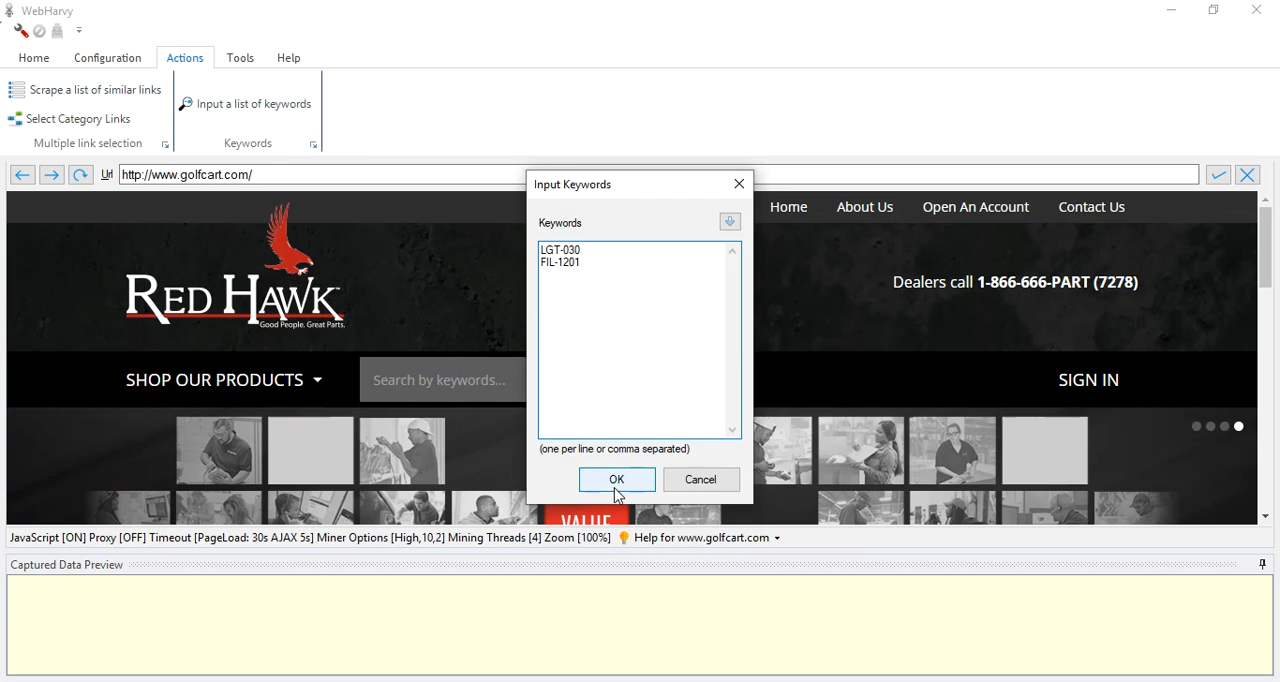 WebHarvy
Home Configuration Actions Tools Help
Scrape a list of similar links
Select Category Links
Multiple link selection
Input a list of keywords
Keywords
Url http://www.golfcart.com/
Home About Us Open An Account Contact Us
RED HAWK
Good People. Great Parts.
Dealers call 1-866-666-PART (7278)
SHOP OUR PRODUCTS
Search by keywords...
SIGN IN
Input Keywords
Keywords
LGT-030
FIL-1201
(one per line or comma separated)
OK Cancel
VALUE
JavaScript [ON] Proxy [OFF] Timeout [PageLoad: 30s AJAX 5s] Miner Options [High,10,2] Mining Threads [4] Zoom [100%] Help for www.golfcart.com
Captured Data Preview